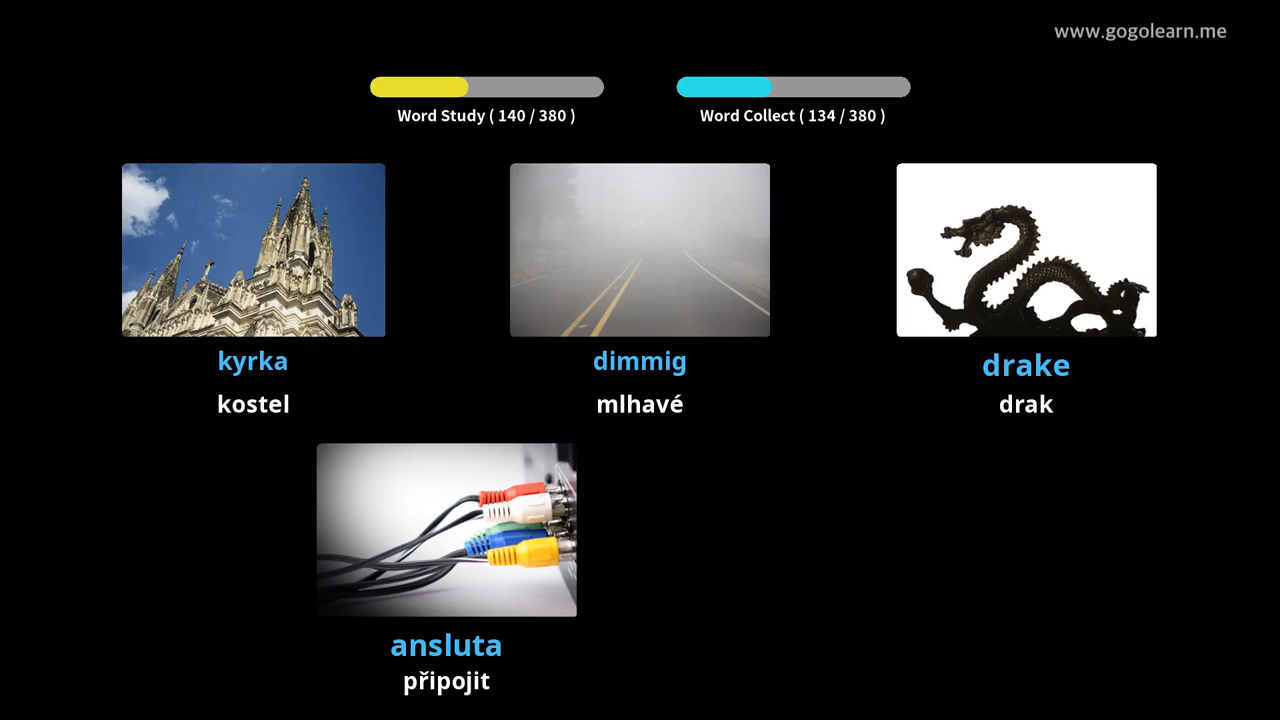 www.gogolearn.me
Word Study ( 140 / 380 )
Word Collect ( 134 / 380 )
kyrka
kostel
dimmig
mlhavé
drake
drak
ansluta
připojit